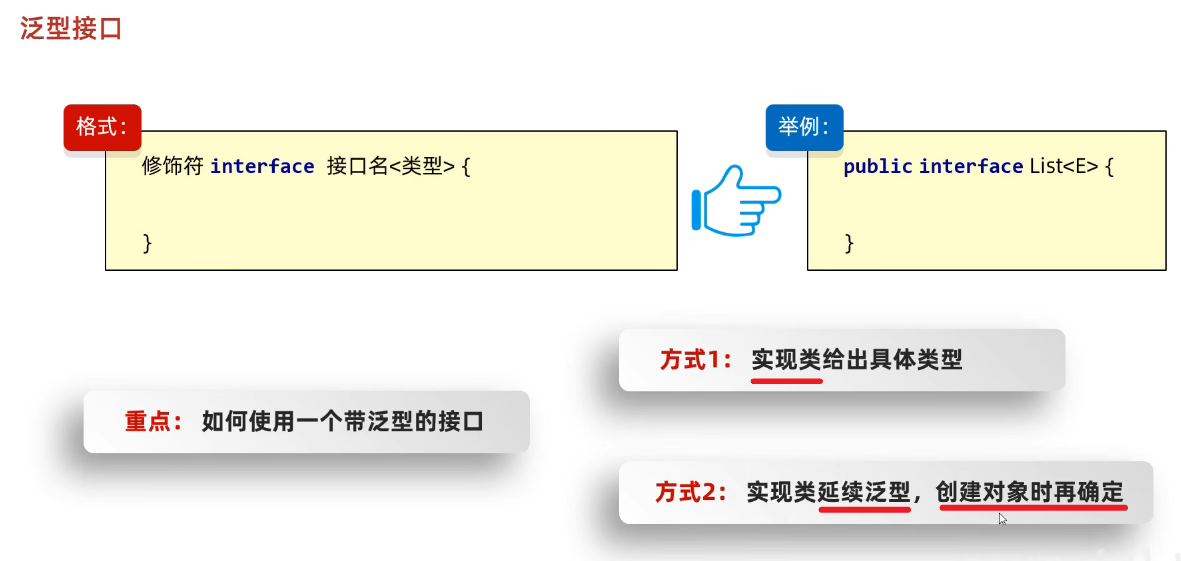 泛型接口
格式：
修饰符 interface 接口名<类型> {
}
举例：
public interface List<E> {
}
重点： 如何使用一个带泛型的接口
方式1： 实现类给出具体类型
方式2： 实现类延续泛型，创建对象时再确定